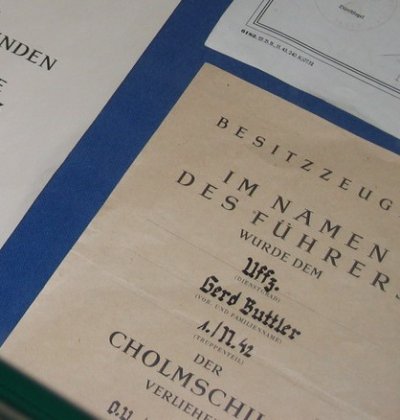 NDEN
BESITZZEUG
IM NAMEN
DES FÜHRERS
WURDE DEM
Uffz.
(DIENSTGRAD)
Gerd Buttler
(VOR- UND FAMILIENNAME)
1./N. 42
(TRUPPENTEIL)
DER
CHOLMSCHIL
VERLIEHE
O.U.